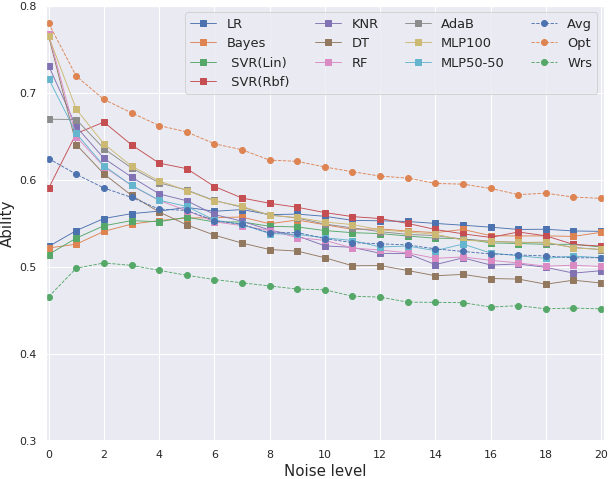 0.8
0.7
0.6
0.5
0.4
0.3
Ability
LR
Bayes
SVR(Lin)
SVR(Rbf)
KNR
DT
RF
AdaB
MLP100
MLP50-50
Avg
Opt
Wrs
0 2 4 6 8 10 12 14 16 18 20
Noise level